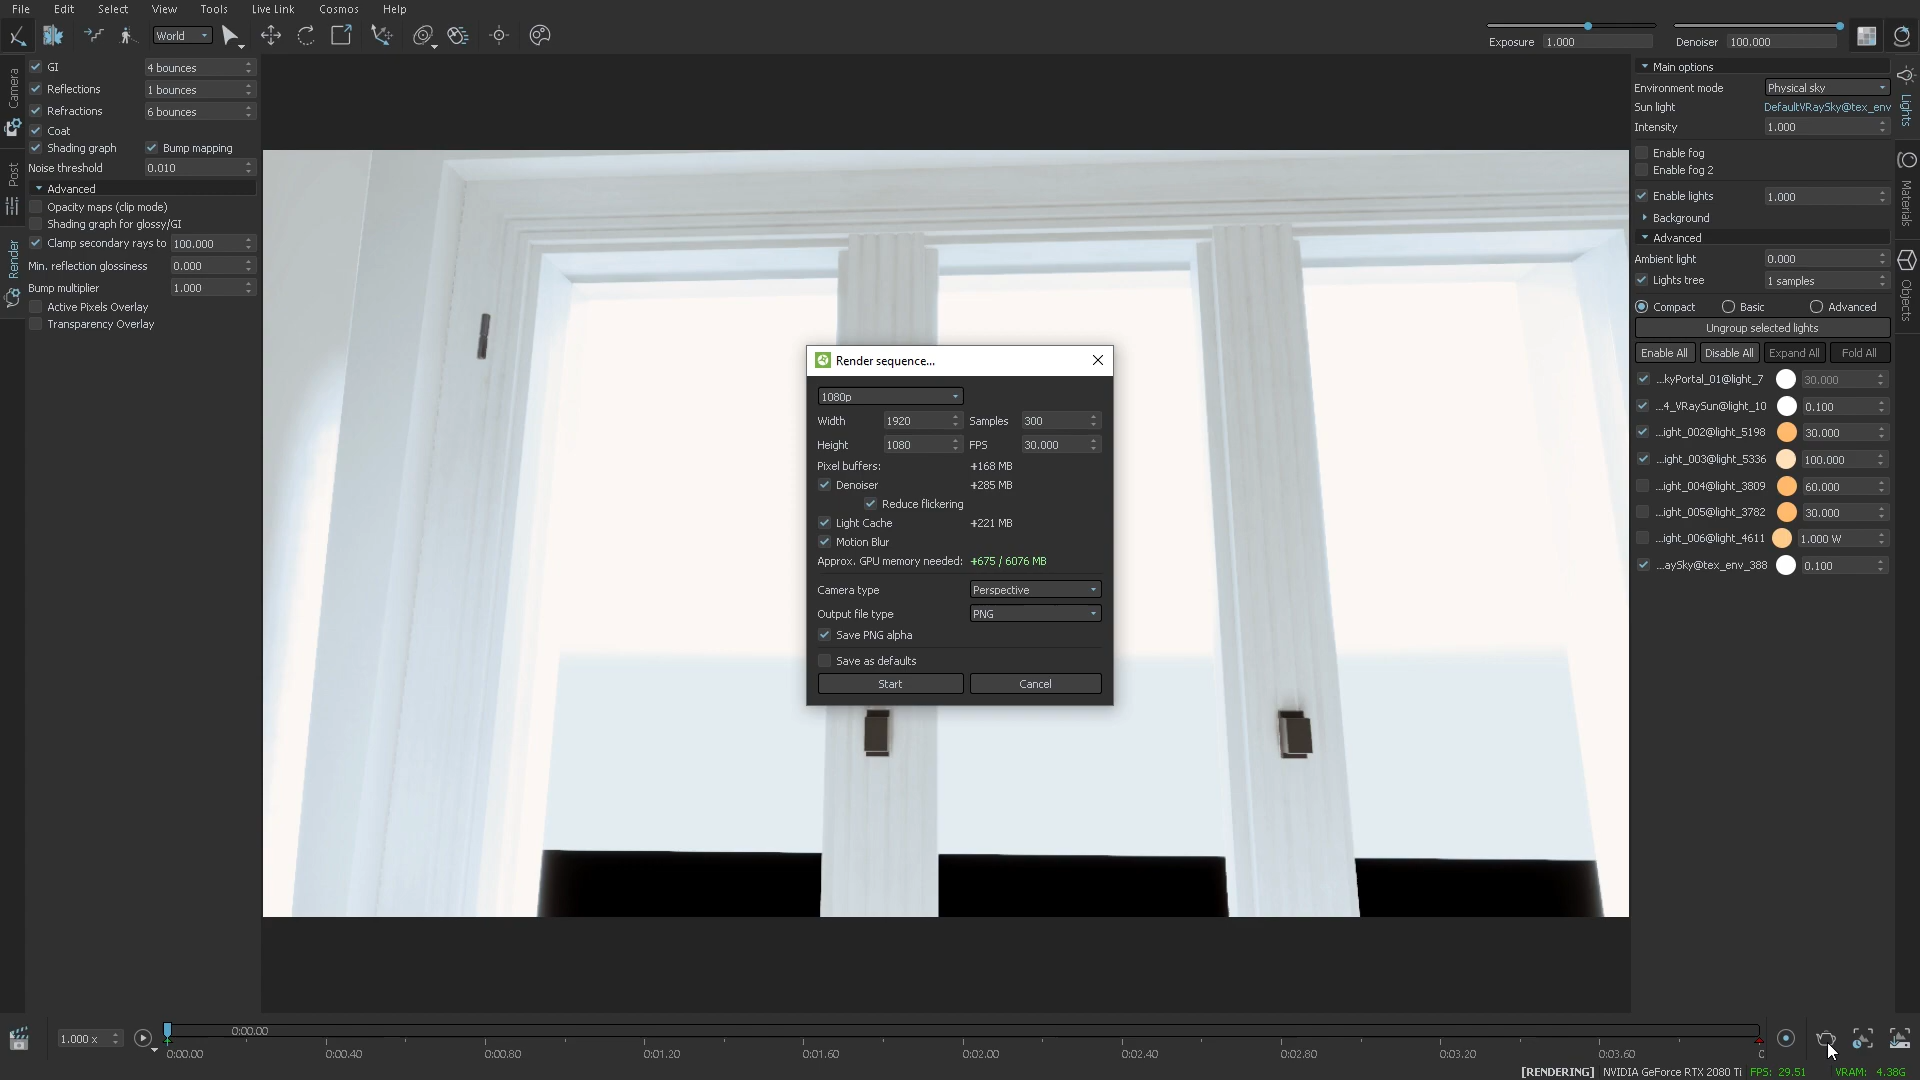 File Edit Select View Tools Live Link Cosmos Help
World
Exposure 1.000 Denoiser 100.000
Camera
Post
Render
GI 4 bounces
Reflections 1 bounces
Refractions 6 bounces
Coat
Shading graph Bump mapping
Noise threshold 0.010
Advanced
Opacity maps (clip mode)
Shading graph for glossy/GI
Clamp secondary rays to 100.000
Min. reflection glossiness 0.000
Bump multiplier 1.000
Active Pixels Overlay
Transparency Overlay
Render sequence...
1080p
Width 1920 Samples 300
Height 1080 FPS 30.000
Pixel buffers: +168 MB
Denoiser +285 MB
Reduce flickering
Light Cache +221 MB
Motion Blur
Approx. GPU memory needed: +675 / 6076 MB
Camera type Perspective
Output file type PNG
Save PNG alpha
Save as defaults
Start Cancel
Main options
Environment mode Physical sky
Sun light DefaultVRaySky@tex_env
Intensity 1.000
Enable fog
Enable fog 2
Enable lights 1.000
Background
Advanced
Ambient light 0.000
Lights tree 1 samples
Compact Basic Advanced
Ungroup selected lights
Enable All Disable All Expand All Fold All
...kyPortal_01@light_7 30.000
...4_VRaySun@light_10 0.100
...ight_002@light_5198 30.000
...ight_003@light_5336 100.000
...ight_004@light_3809 60.000
...ight_005@light_3782 30.000
...ight_006@light_4611 1.000 W
...aySky@tex_env_388 0.100
Lights
Materials
Objects
1.000 x 0:00.00
0:00.00 0:00.40 0:00.80 0:01.20 0:01.60 0:02.00 0:02.40 0:02.80 0:03.20 0:03.60 0
[RENDERING] NVIDIA GeForce RTX 2080 Ti FPS: 29.51 VRAM: 4.38G